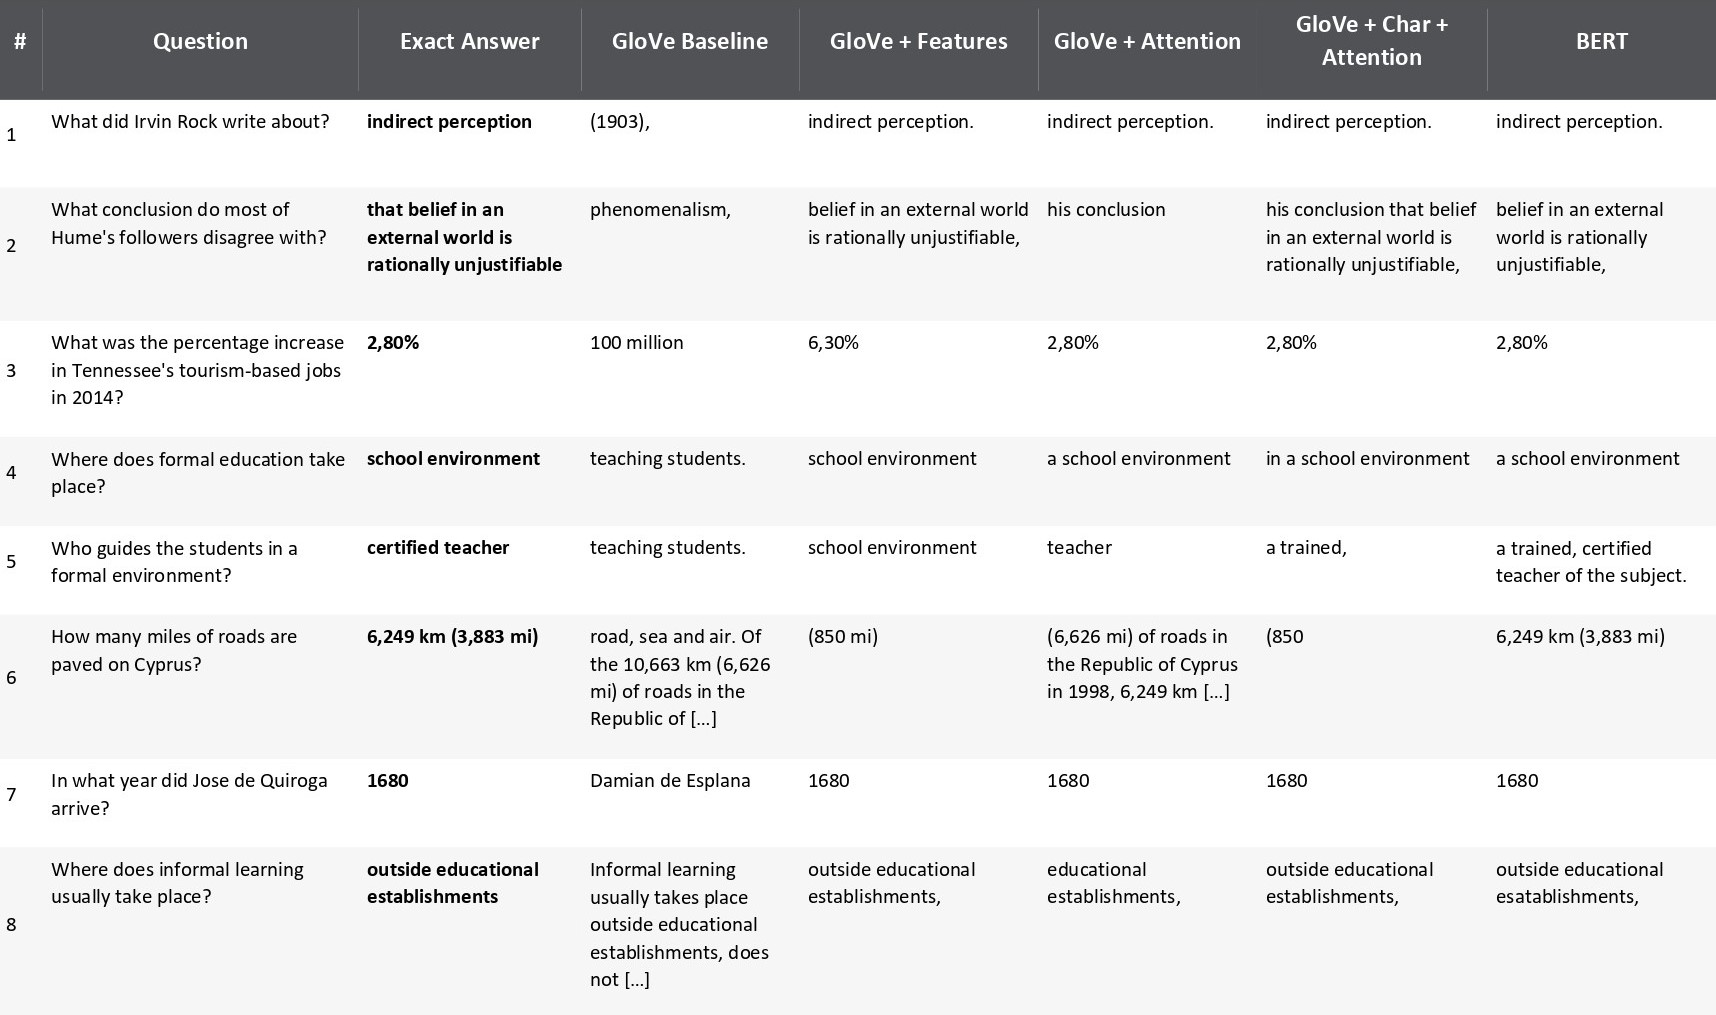 # Question Exact Answer GloVe Baseline GloVe + Features GloVe + Attention GloVe + Char + Attention BERT
1 What did Irvin Rock write about? indirect perception (1903), indirect perception. indirect perception. indirect perception. indirect perception.
2 What conclusion do most of Hume's followers disagree with? that belief in an external world is rationally unjustifiable phenomenalism, belief in an external world is rationally unjustifiable, his conclusion his conclusion that belief in an external world is rationally unjustifiable, belief in an external world is rationally unjustifiable,
3 What was the percentage increase in Tennessee's tourism-based jobs in 2014? 2,80% 100 million 6,30% 2,80% 2,80% 2,80%
4 Where does formal education take place? school environment teaching students. school environment a school environment in a school environment a school environment
5 Who guides the students in a formal environment? certified teacher teaching students. school environment teacher a trained, a trained, certified teacher of the subject.
6 How many miles of roads are paved on Cyprus? 6,249 km (3,883 mi) road, sea and air. Of the 10,663 km (6,626 mi) of roads in the Republic of [...] (850 mi) (6,626 mi) of roads in the Republic of Cyprus in 1998, 6,249 km [...] (850 6,249 km (3,883 mi)
7 In what year did Jose de Quiroga arrive? 1680 Damian de Esplana 1680 1680 1680 1680
8 Where does informal learning usually take place? outside educational establishments Informal learning usually takes place outside educational establishments, does not [...] outside educational establishments, educational establishments, outside educational establishments, outside educational esatablishments,